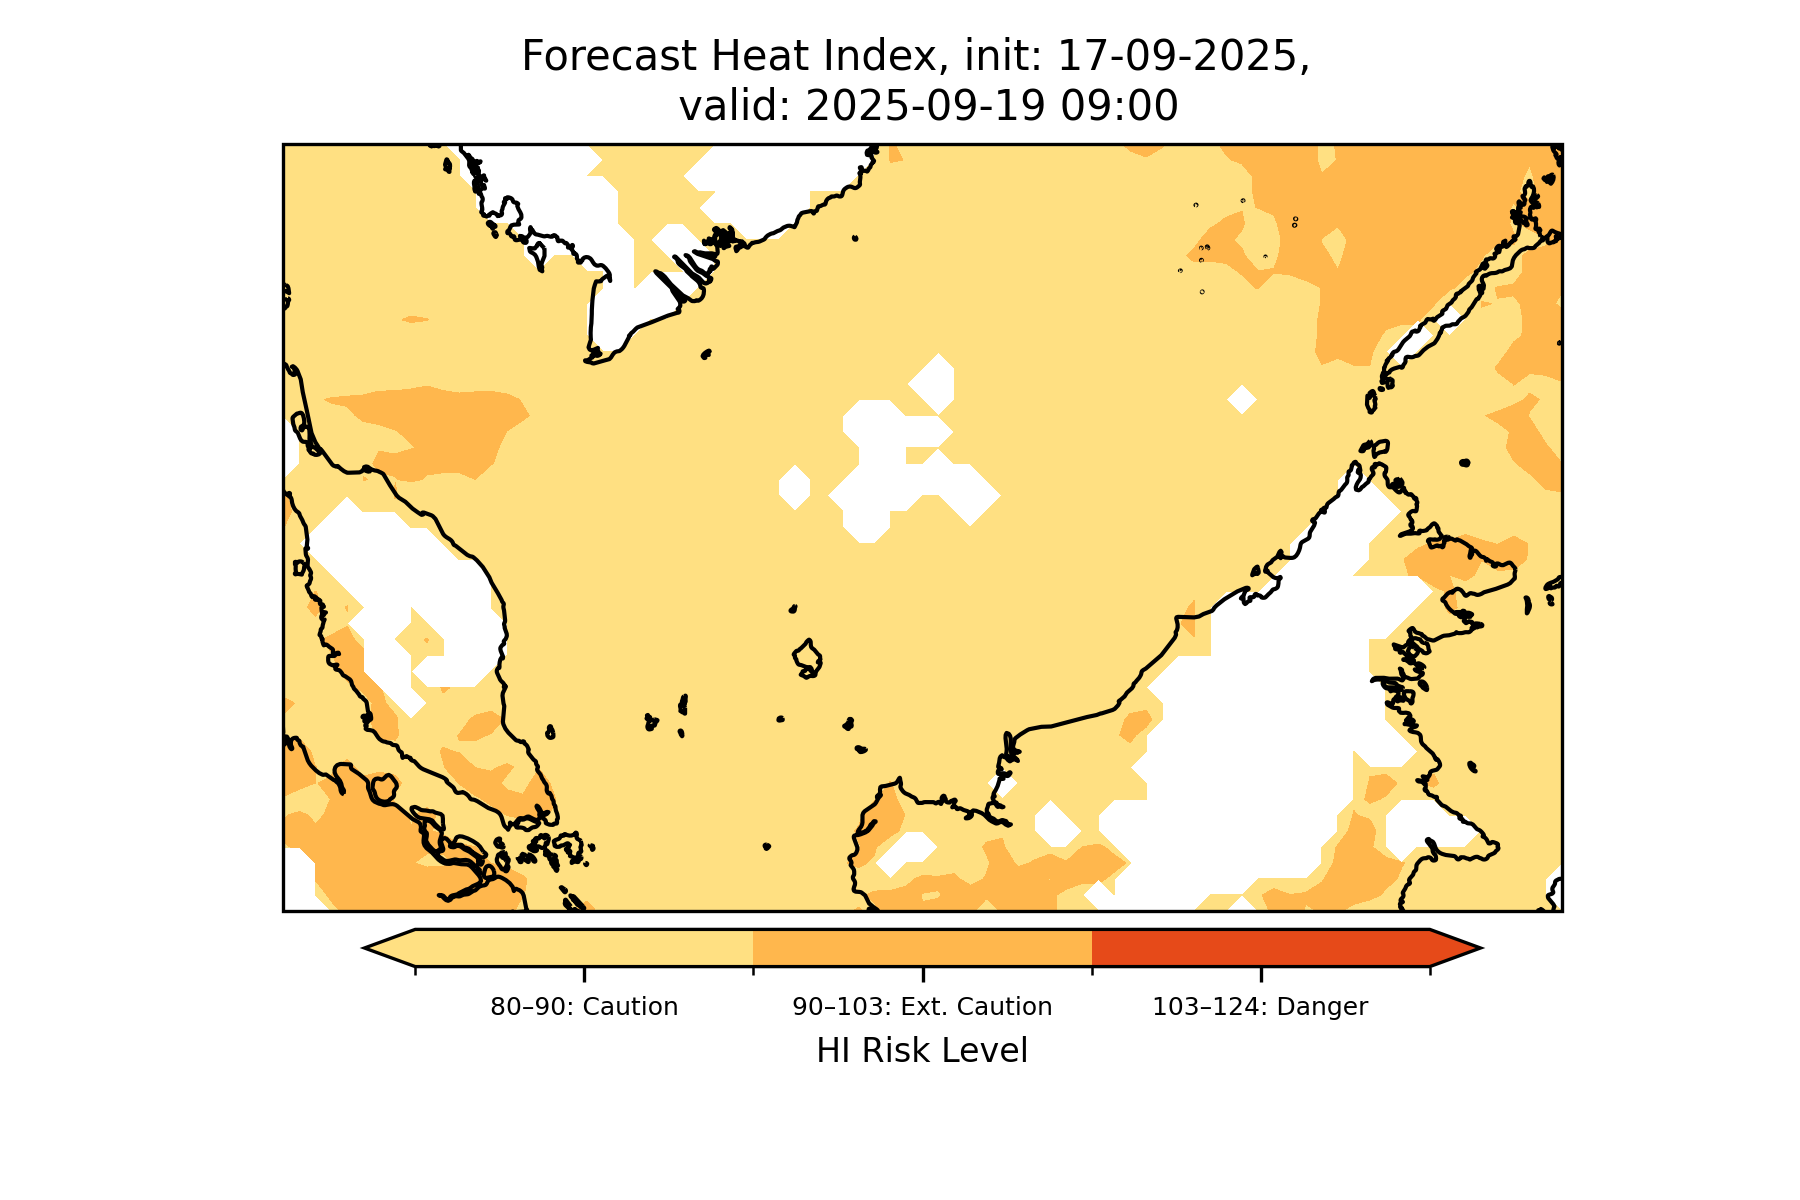 Forecast Heat Index, init: 17-09-2025,
valid: 2025-09-19 09:00
80–90: Caution
90–103: Ext. Caution
103–124: Danger
HI Risk Level